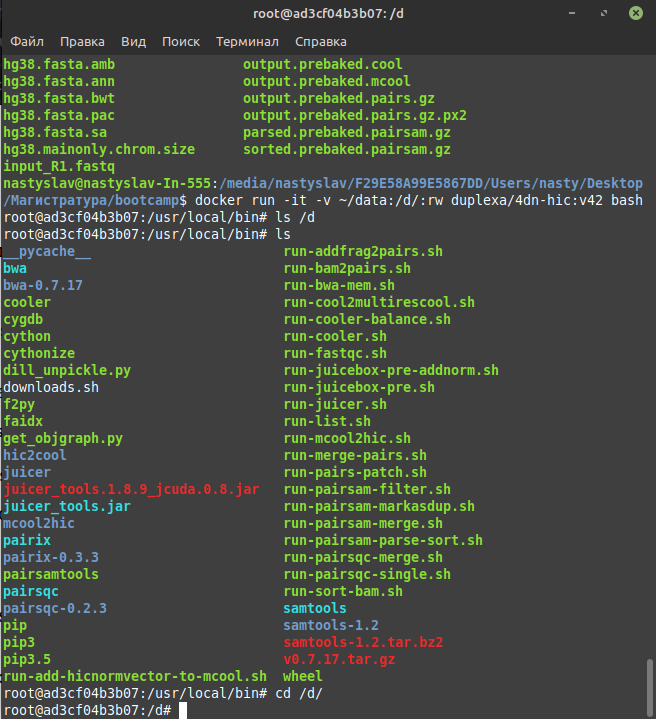 root@ad3cf04b3b07: /d
Файл Правка Вид Поиск Терминал Справка
hg38.fasta.amb output.prebaked.cool
hg38.fasta.ann output.prebaked.mcool
hg38.fasta.bwt output.prebaked.pairs.gz
hg38.fasta.pac output.prebaked.pairs.gz.px2
hg38.fasta.sa parsed.prebaked.pairsam.gz
hg38.mainonly.chrom.size sorted.prebaked.pairsam.gz
input_R1.fastq
nastyslav@nastyslav-In-555:/media/nastyslav/F29E58A99E5867DD/Users/nasty/Desktop
/Магистратура/bootcamp$ docker run -it -v ~/data:/d/:rw duplexa/4dn-hic:v42 bash
root@ad3cf04b3b07:/usr/local/bin# ls /d
root@ad3cf04b3b07:/usr/local/bin# ls
__pycache__ run-addfrag2pairs.sh
bwa run-bam2pairs.sh
bwa-0.7.17 run-bwa-mem.sh
cooler run-cool2multirescool.sh
cygdb run-cooler-balance.sh
cython run-cooler.sh
cythonize run-fastqc.sh
dill_unpickle.py run-juicebox-pre-addnorm.sh
downloads.sh run-juicebox-pre.sh
f2py run-juicer.sh
faidx run-list.sh
get_objgraph.py run-mcool2hic.sh
hic2cool run-merge-pairs.sh
juicer run-pairs-patch.sh
juicer_tools.1.8.9_jcuda.0.8.jar run-pairsam-filter.sh
juicer_tools.jar run-pairsam-markasdup.sh
mcool2hic run-pairsam-merge.sh
pairix run-pairsam-parse-sort.sh
pairix-0.3.3 run-pairsqc-merge.sh
pairsamtools run-pairsqc-single.sh
pairsqc run-sort-bam.sh
pairsqc-0.2.3 samtools
pip samtools-1.2
pip3 samtools-1.2.tar.bz2
pip3.5 v0.7.17.tar.gz
run-add-hicnormvector-to-mcool.sh wheel
root@ad3cf04b3b07:/usr/local/bin# cd /d/
root@ad3cf04b3b07:/d#